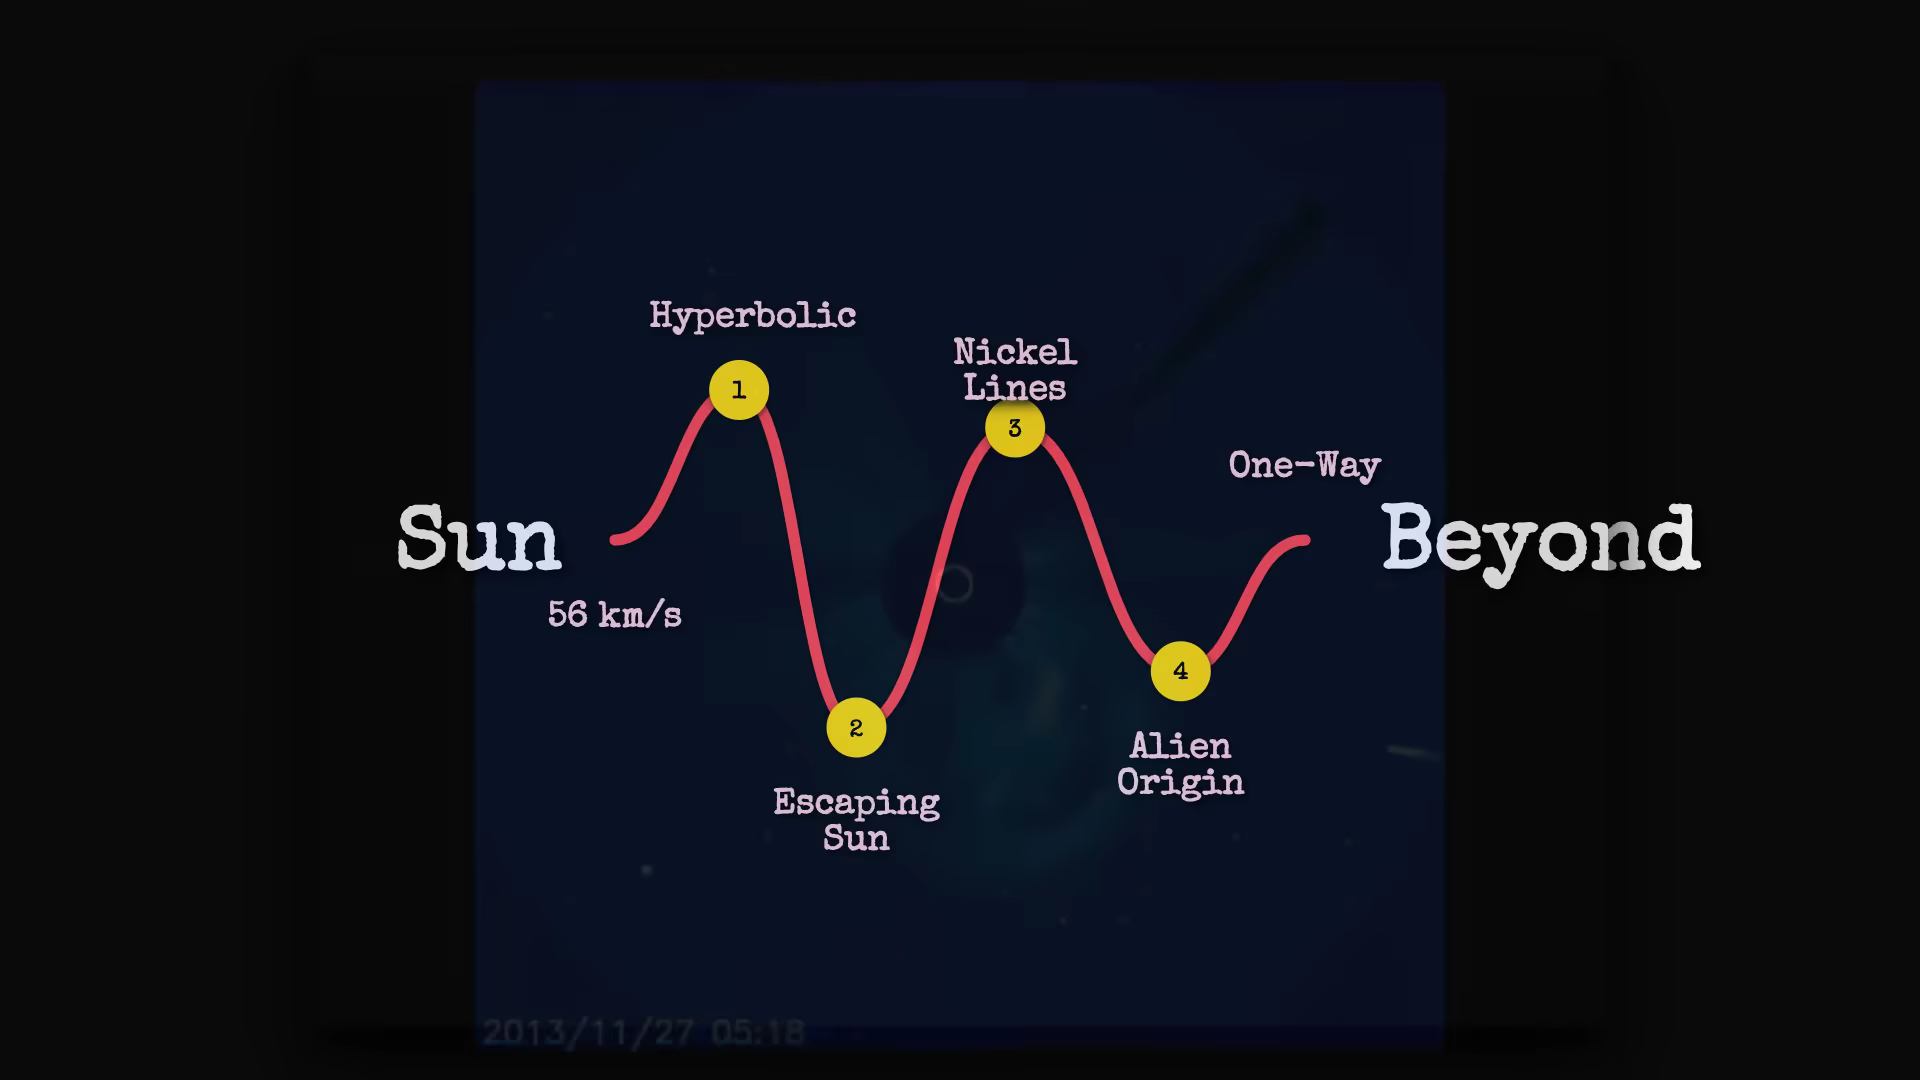 Hyperbolic
1
Nickel
Lines
3
One-Way
Sun
Beyond
56 km/s
4
2
Alien
Origin
Escaping
Sun
2013/11/27 05:18